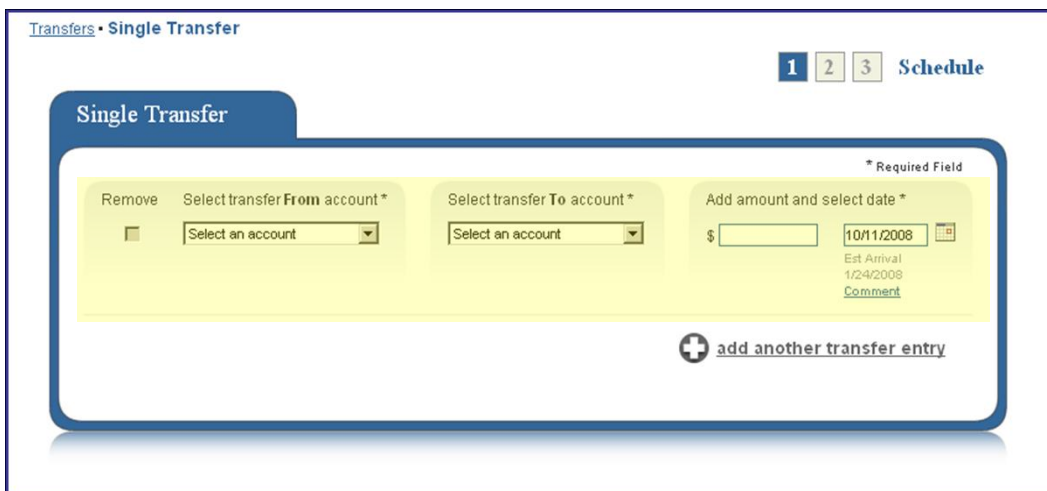 Transfers • Single Transfer
1 2 3 Schedule
Single Transfer
* Required Field
Remove Select transfer From account * Select transfer To account * Add amount and select date *
Select an account Select an account $ 10/11/2008
Est Arrival
1/24/2008
Comment
add another transfer entry